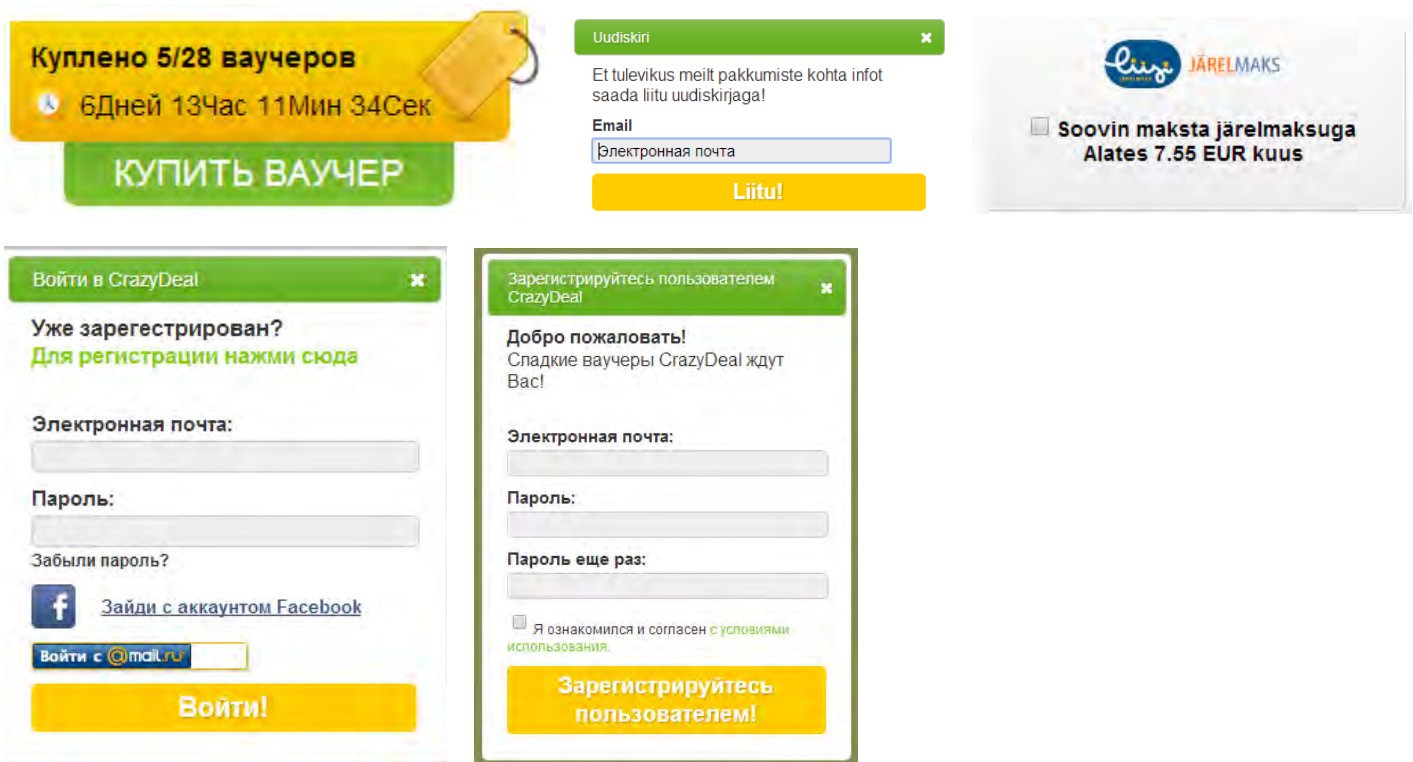 Куплено 5/28 ваучеров
6Дней 13Час 11Мин 34Сек
КУПИТЬ ВАУЧЕР
Uudiskiri
Et tulevikus meilt pakkumiste kohta infot
saada liitu uudiskirjaga!
Email
Электронная почта
Liitu!
liizi JÄRELMAKS
Soovin maksta järelmaksuga
Alates 7.55 EUR kuus
Войти в CrazyDeal
Уже зарегестрирован?
Для регистрации нажми сюда
Электронная почта:
Пароль:
Забыли пароль?
f Зайди с аккаунтом Facebook
Войти с @mail.ru
Войти!
Зарегистрируйтесь пользователем
CrazyDeal
Добро пожаловать!
Сладкие ваучеры CrazyDeal ждут
Вас!
Электронная почта:
Пароль:
Пароль еще раз:
Я ознакомился и согласен с условиями
использования.
Зарегистрируйтесь
пользователем!